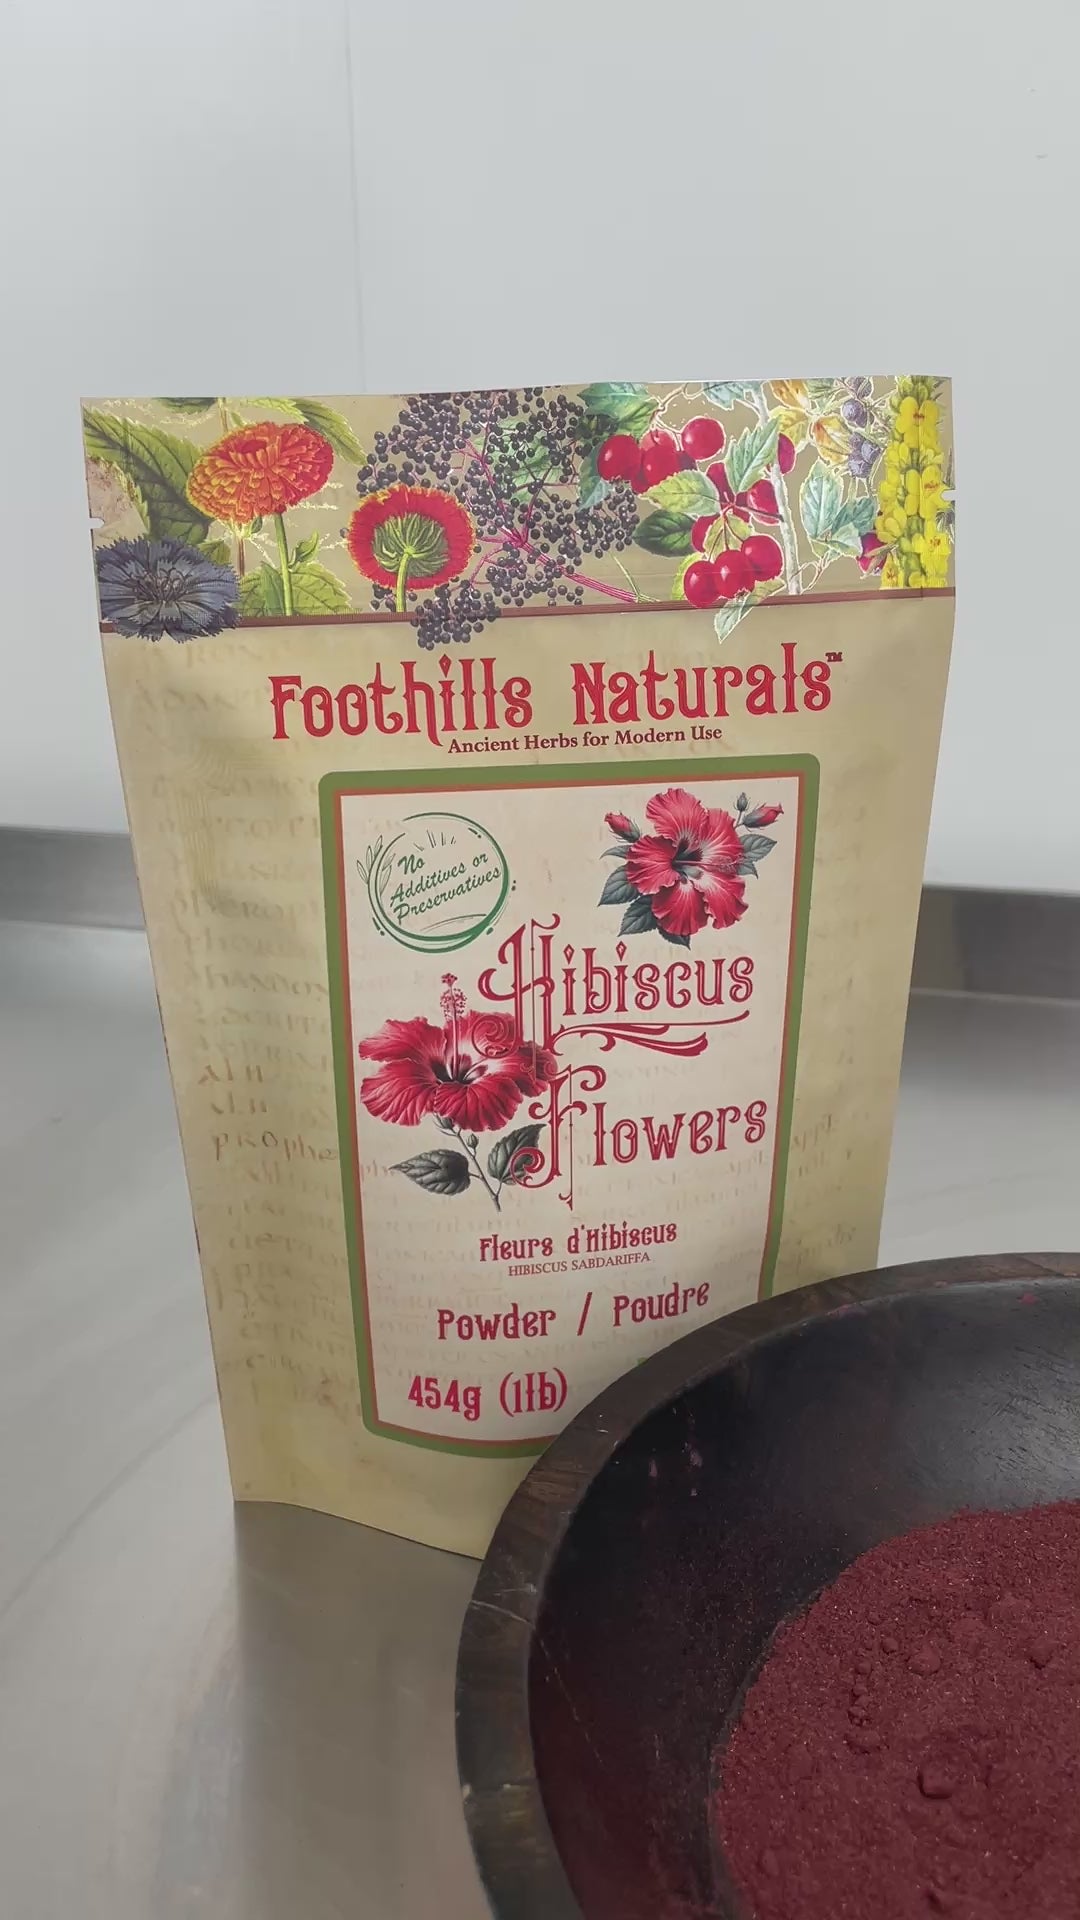 Foothills Naturals™
Ancient Herbs for Modern Use
No
Additives or
Preservatives
Hibiscus
Flowers
Fleurs d'Hibiscus
HIBISCUS SABDARIFFA
Powder / Poudre
454g (1lb)